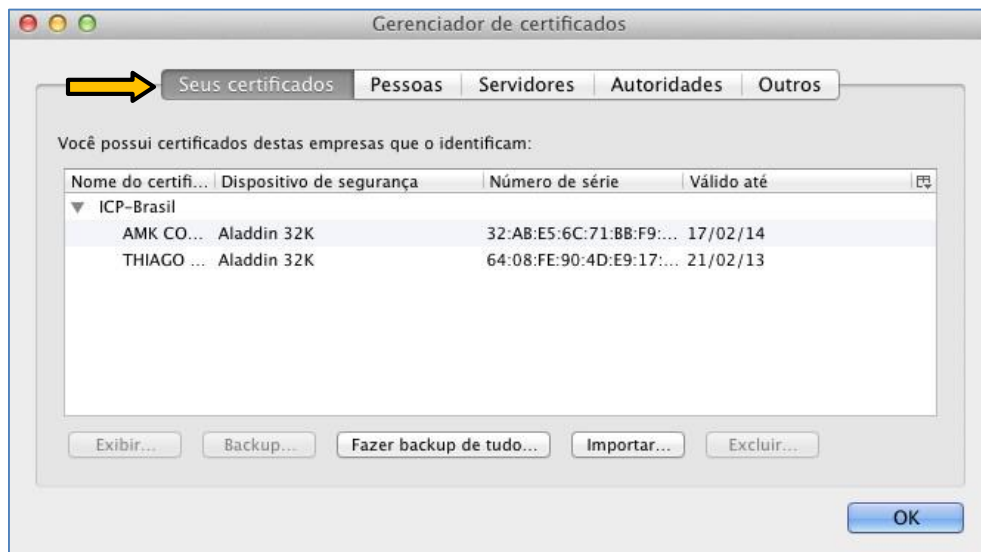 Gerenciador de certificados
Seus certificados Pessoas Servidores Autoridades Outros
Você possui certificados destas empresas que o identificam:
Nome do certifi... Dispositivo de segurança Número de série Válido até
ICP-Brasil
AMK CO... Aladdin 32K 32:AB:E5:6C:71:BB:F9:... 17/02/14
THIAGO ... Aladdin 32K 64:08:FE:90:4D:E9:17:... 21/02/13
Exibir... Backup... Fazer backup de tudo... Importar... Excluir...
OK